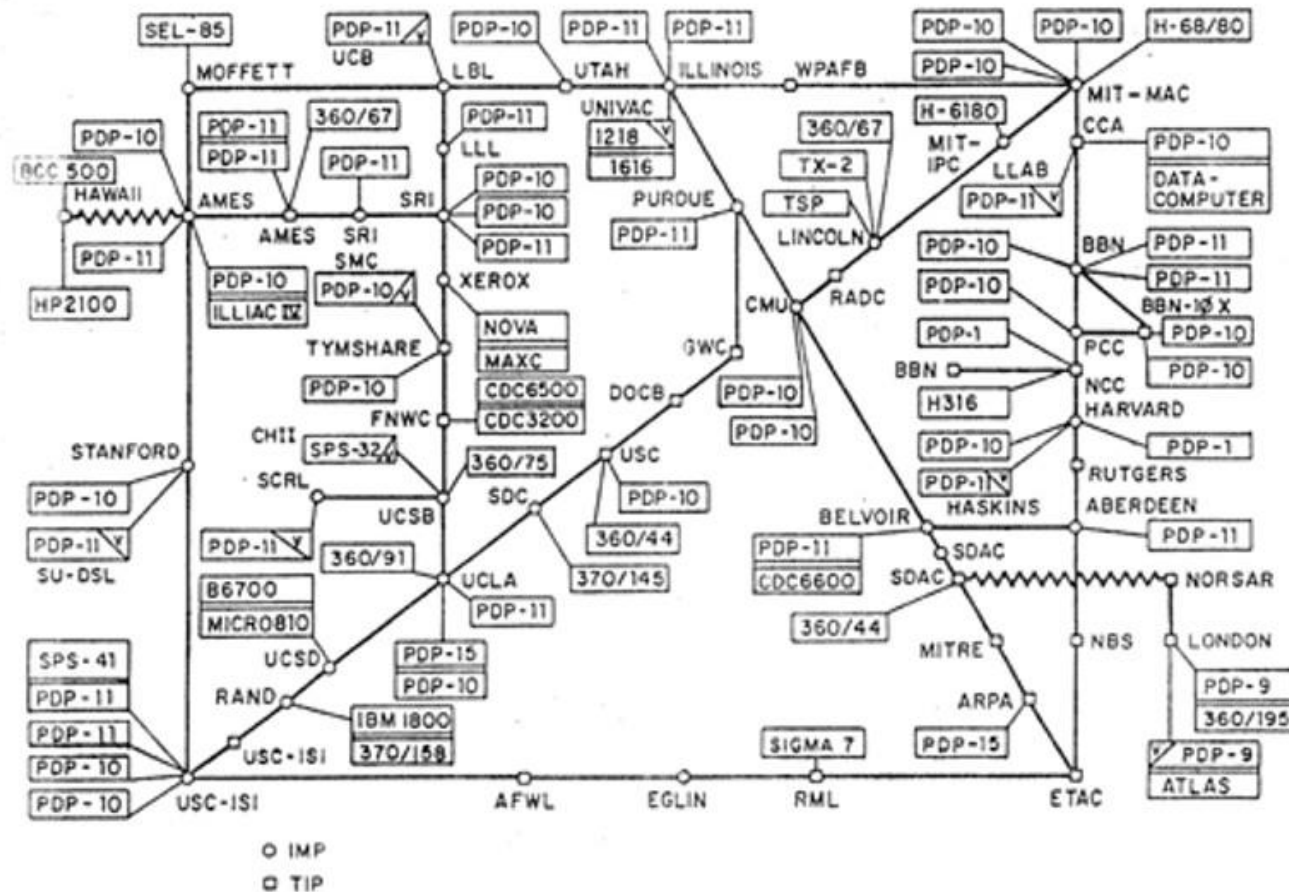 SEL-85
PDP-11
UCB
PDP-10
PDP-11
PDP-11
PDP-10
PDP-10
H-68/80
MOFFETT
LBL
UTAH
ILLINOIS
WPAFB
PDP-10
MIT-MAC
PDP-10
PDP-11
PDP-11
360/67
PDP-11
LLL
UNIVAC
1218
1616
360/67
H-6180
MIT-
IPC
CCA
PDP-10
DATA-
COMPUTER
BCC 500
HAWAII
PDP-11
PDP-10
PDP-10
PDP-11
TX-2
TSP
LLAB
PDP-11
AMES
AMES
SRI
SRI
PURDUE
PDP-11
LINCOLN
PDP-10
BBN
PDP-11
PDP-11
PDP-11
HP2100
PDP-10
ILLIAC IV
SMC
PDP-10
XEROX
NOVA
MAXC
CMU
RADC
PDP-10
BBN-10X
PDP-10
PDP-10
PCC
TYMSHARE
PDP-10
GWC
PDP-10
PDP-10
PDP-1
BBN
H316
NCC
FNWC
CDC6500
CDC3200
DOCB
HARVARD
PDP-10
PDP-1
PDP-11
HASKINS
RUTGERS
STANFORD
PDP-10
PDP-11
SU-DSL
CHII
SPS-32
360/75
SCRL
UCSB
PDP-11
SDC
370/145
USC
PDP-10
360/44
BELVOIR
ABERDEEN
PDP-11
PDP-11
CDC6600
SDAC
SDAC
360/44
NORSAR
360/91
UCLA
PDP-11
B6700
MICRO810
UCSD
PDP-15
PDP-10
MITRE
NBS
LONDON
PDP-9
360/195
PDP-9
ATLAS
SPS-41
PDP-11
PDP-11
PDP-10
PDP-10
RAND
IBM 1800
370/158
USC-ISI
USC-ISI
ARPA
PDP-15
SIGMA 7
AFWL
EGLIN
RML
ETAC
IMP
TIP